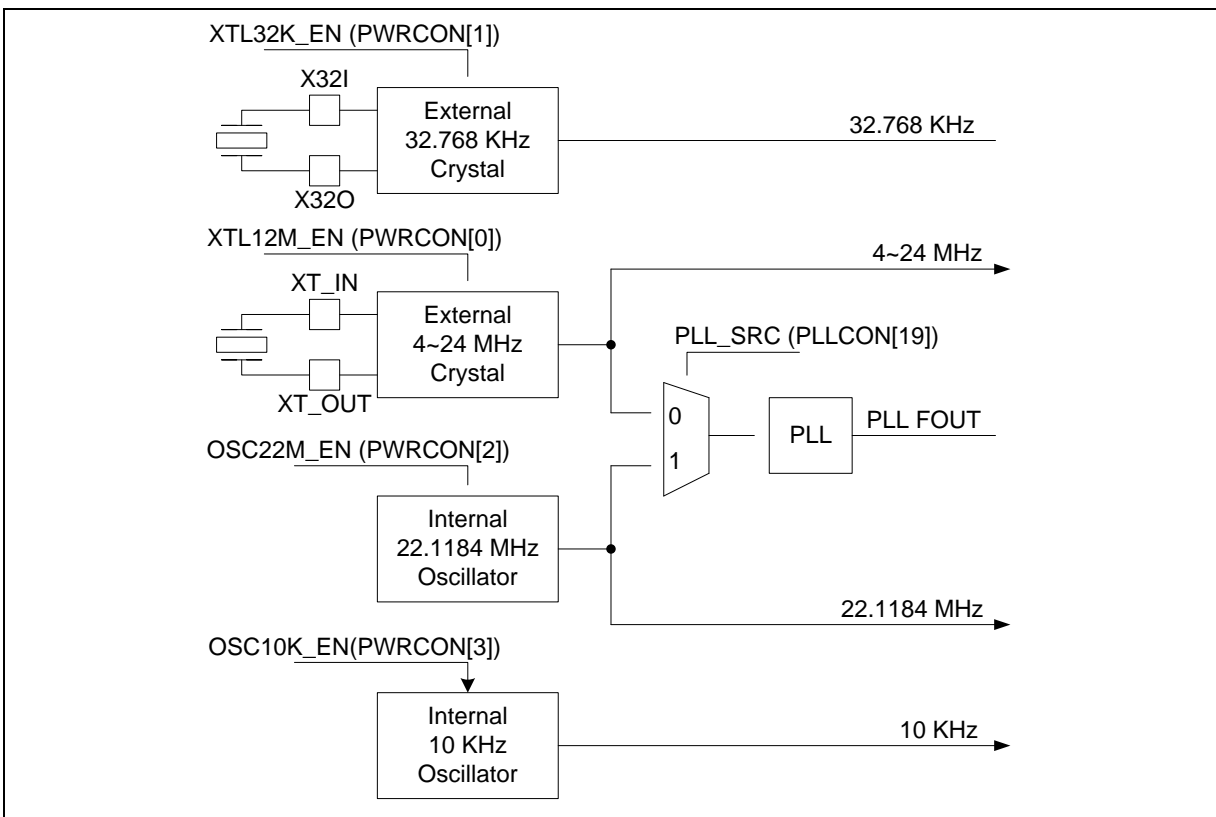 XTL32K_EN (PWRCON[1])
X32I
External
32.768 KHz
Crystal
32.768 KHz
X32O
XTL12M_EN (PWRCON[0])
4~24 MHz
XT_IN
External
4~24 MHz
Crystal
PLL_SRC (PLLCON[19])
XT_OUT
0
PLL
PLL FOUT
1
OSC22M_EN (PWRCON[2])
Internal
22.1184 MHz
Oscillator
22.1184 MHz
OSC10K_EN(PWRCON[3])
Internal
10 KHz
Oscillator
10 KHz